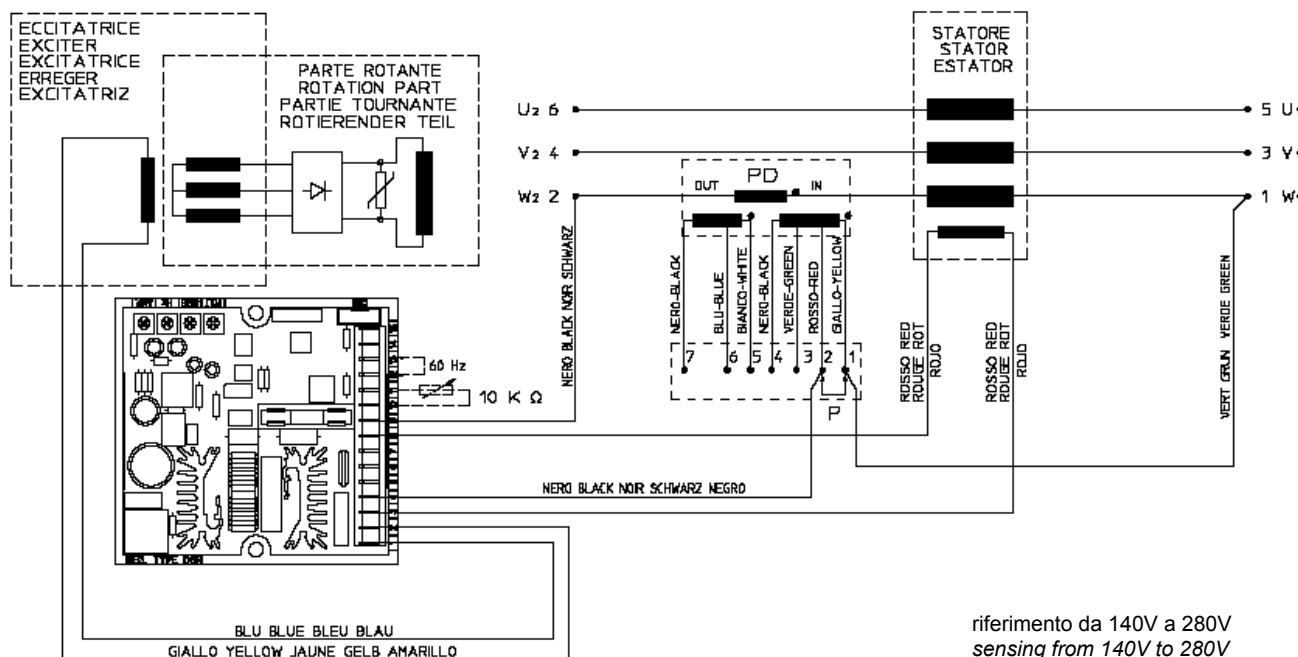 ECCITATRICE
EXCITER
EXCITATRICE
ERREGER
EXCITATRIZ
PARTE ROTANTE
ROTATION PART
PARTIE TOURNANTE
ROTIERENDER TEIL
STATORE
STATOR
ESTATOR
U2 6
5 U
V2 4
3 V
W2 2
1 W
OUT
PD
IN
NERO BLACK NOIR SCHWARZ
NERO-BLACK
BLU-BLUE
BIANCO-WHITE
NERO-BLACK
VERDE-GREEN
ROSSO-RED
GIALLO-YELLOW
7 6 5 4 3 2 1
P
ROSSO RED
ROUGE ROT
ROJO
ROSSO RED
ROUGE ROT
ROJO
VERT GRUN VERDE GREEN
60 Hz
10 K Ω
NERO BLACK NOIR SCHWARZ NEGRO
BLU BLUE BLEU BLAU
GIALLO YELLOW JAUNE GELB AMARILLO
riferimento da 140V a 280V
sensing from 140V to 280V